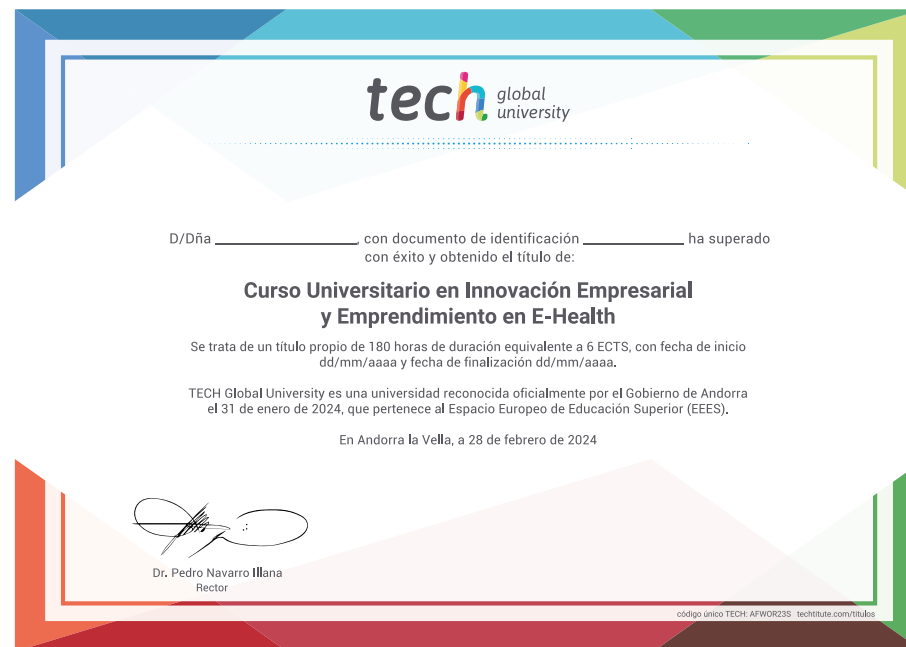 tech global university
D/Dña ________________, con documento de identificación ____________ ha superado
con éxito y obtenido el título de:
Curso Universitario en Innovación Empresarial
y Emprendimiento en E-Health
Se trata de un título propio de 180 horas de duración equivalente a 6 ECTS, con fecha de inicio
dd/mm/aaaa y fecha de finalización dd/mm/aaaa.
TECH Global University es una universidad reconocida oficialmente por el Gobierno de Andorra
el 31 de enero de 2024, que pertenece al Espacio Europeo de Educación Superior (EEES).
En Andorra la Vella, a 28 de febrero de 2024
Dr. Pedro Navarro Illana
Rector
código único TECH: AFWOR23S techtitute.com/titulos